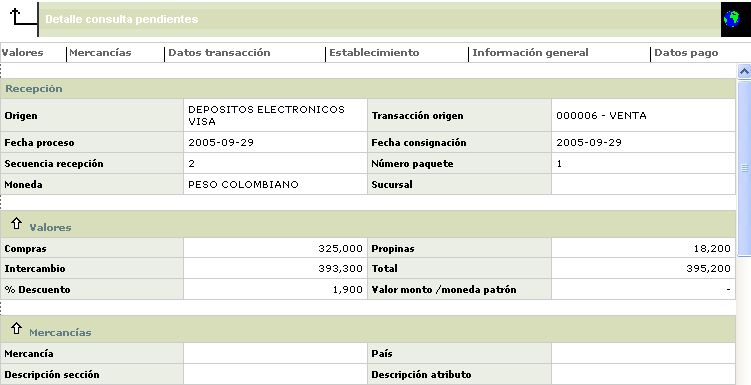 Detalle consulta pendientes
Valores Mercancías Datos transacción Establecimiento Información general Datos pago
Recepción
Origen DEPOSITOS ELECTRONICOS VISA Transacción origen 000006 - VENTA
Fecha proceso 2005-09-29 Fecha consignación 2005-09-29
Secuencia recepción 2 Número paquete 1
Moneda PESO COLOMBIANO Sucursal
Valores
Compras 325,000 Propinas 18,200
Intercambio 393,300 Total 395,200
% Descuento 1,900 Valor monto /moneda patrón -
Mercancías
Mercancía País
Descripción sección Descripción atributo